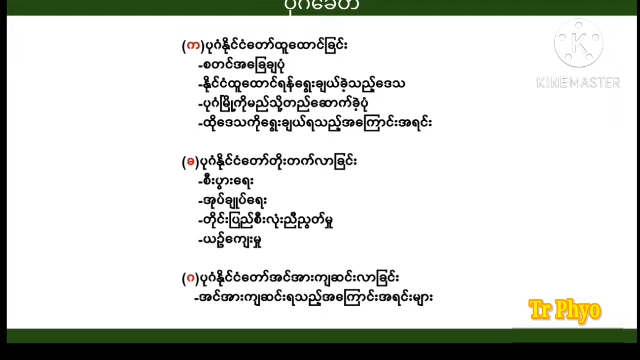 ပုဂံခေတ်
(က)ပုဂံနိုင်ငံတော်ထူထောင်ခြင်း
-စတင်အခြေချပုံ
-နိုင်ငံထူထောင်ရန်ရွေးချယ်ခဲ့သည့်ဒေသ
-ပုဂံမြို့ကိုမည်သို့တည်ဆောက်ခဲ့ပုံ
-ထိုဒေသကိုရွေးချယ်ရသည့်အကြောင်းအရင်း
(ခ)ပုဂံနိုင်ငံတော်တိုးတက်လာခြင်း
-စီးပွားရေး
-အုပ်ချုပ်ရေး
-တိုင်းပြည်စီးလုံးညီညွတ်မှု
-ယဉ်ကျေးမှု
(ဂ)ပုဂံနိုင်ငံတော်အင်အားကျဆင်းလာခြင်း
-အင်အားကျဆင်းရသည့်အကြောင်းအရင်းများ
K
KINEMASTER
Tr Phyo